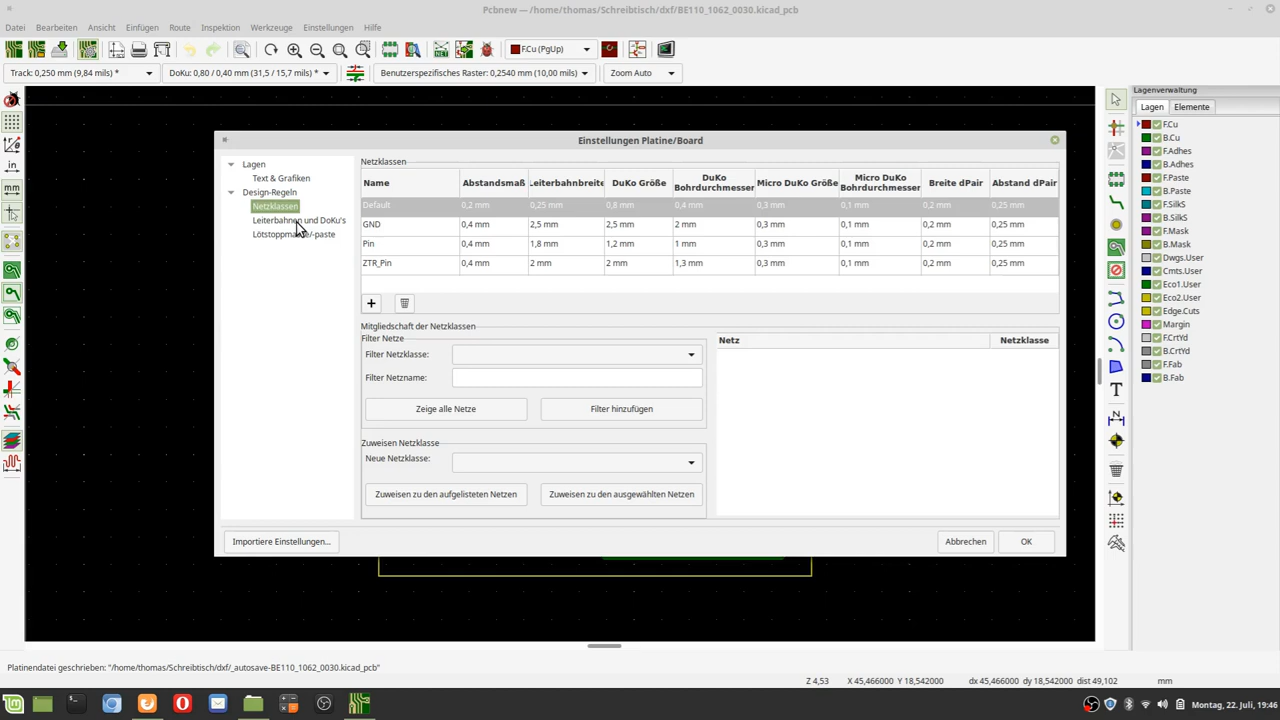 Pcbnew — /home/thomas/Schreibtisch/dxf/BE110_1062_0030.kicad_pcb
Datei Bearbeiten Ansicht Einfügen Route Inspektion Werkzeuge Einstellungen Hilfe
F.Cu (PgUp)
Track: 0,250 mm (9,84 mils) * DoKu: 0,80 / 0,40 mm (31,5 / 15,7 mils) * Benutzerspezifisches Raster: 0,2540 mm (10,00 mils) Zoom Auto
Lagenverwaltung
Lagen Elemente
F.Cu
B.Cu
F.Adhes
B.Adhes
F.Paste
B.Paste
F.SilkS
B.SilkS
F.Mask
B.Mask
Dwgs.User
Cmts.User
Eco1.User
Eco2.User
Edge.Cuts
Margin
F.CrtYd
B.CrtYd
F.Fab
B.Fab
in
mm
Einstellungen Platine/Board
Lagen
Text & Grafiken
Design-Regeln
Netzklassen
Leiterbahnen und DoKu's
Lötstoppmaske/-paste
Netzklassen
Name Abstandsmaß Leiterbahnbreite DuKo Größe DuKo Bohrdurchmesser Micro DuKo Größe Micro DuKo Bohrdurchmesser Breite dPair Abstand dPair
Default 0,2 mm 0,25 mm 0,8 mm 0,4 mm 0,3 mm 0,1 mm 0,2 mm 0,25 mm
GND 0,4 mm 2,5 mm 2,5 mm 2 mm 0,3 mm 0,1 mm 0,2 mm 0,25 mm
Pin 0,4 mm 1,8 mm 1,2 mm 1 mm 0,3 mm 0,1 mm 0,2 mm 0,25 mm
ZTR_Pin 0,4 mm 2 mm 2 mm 1,3 mm 0,3 mm 0,1 mm 0,2 mm 0,25 mm
Mitgliedschaft der Netzklassen
Filter Netze
Filter Netzklasse:
Filter Netzname:
Zeige alle Netze Filter hinzufügen
Zuweisen Netzklasse
Neue Netzklasse:
Zuweisen zu den aufgelisteten Netzen Zuweisen zu den ausgewählten Netzen
Netz Netzklasse
Importiere Einstellungen... Abbrechen OK
Platinendatei geschrieben: "/home/thomas/Schreibtisch/dxf/_autosave-BE110_1062_0030.kicad_pcb"
Z 4,53 X 45,466000 Y 18,542000 dx 45,466000 dy 18,542000 dist 49,102 mm
Montag, 22. Juli, 19:46